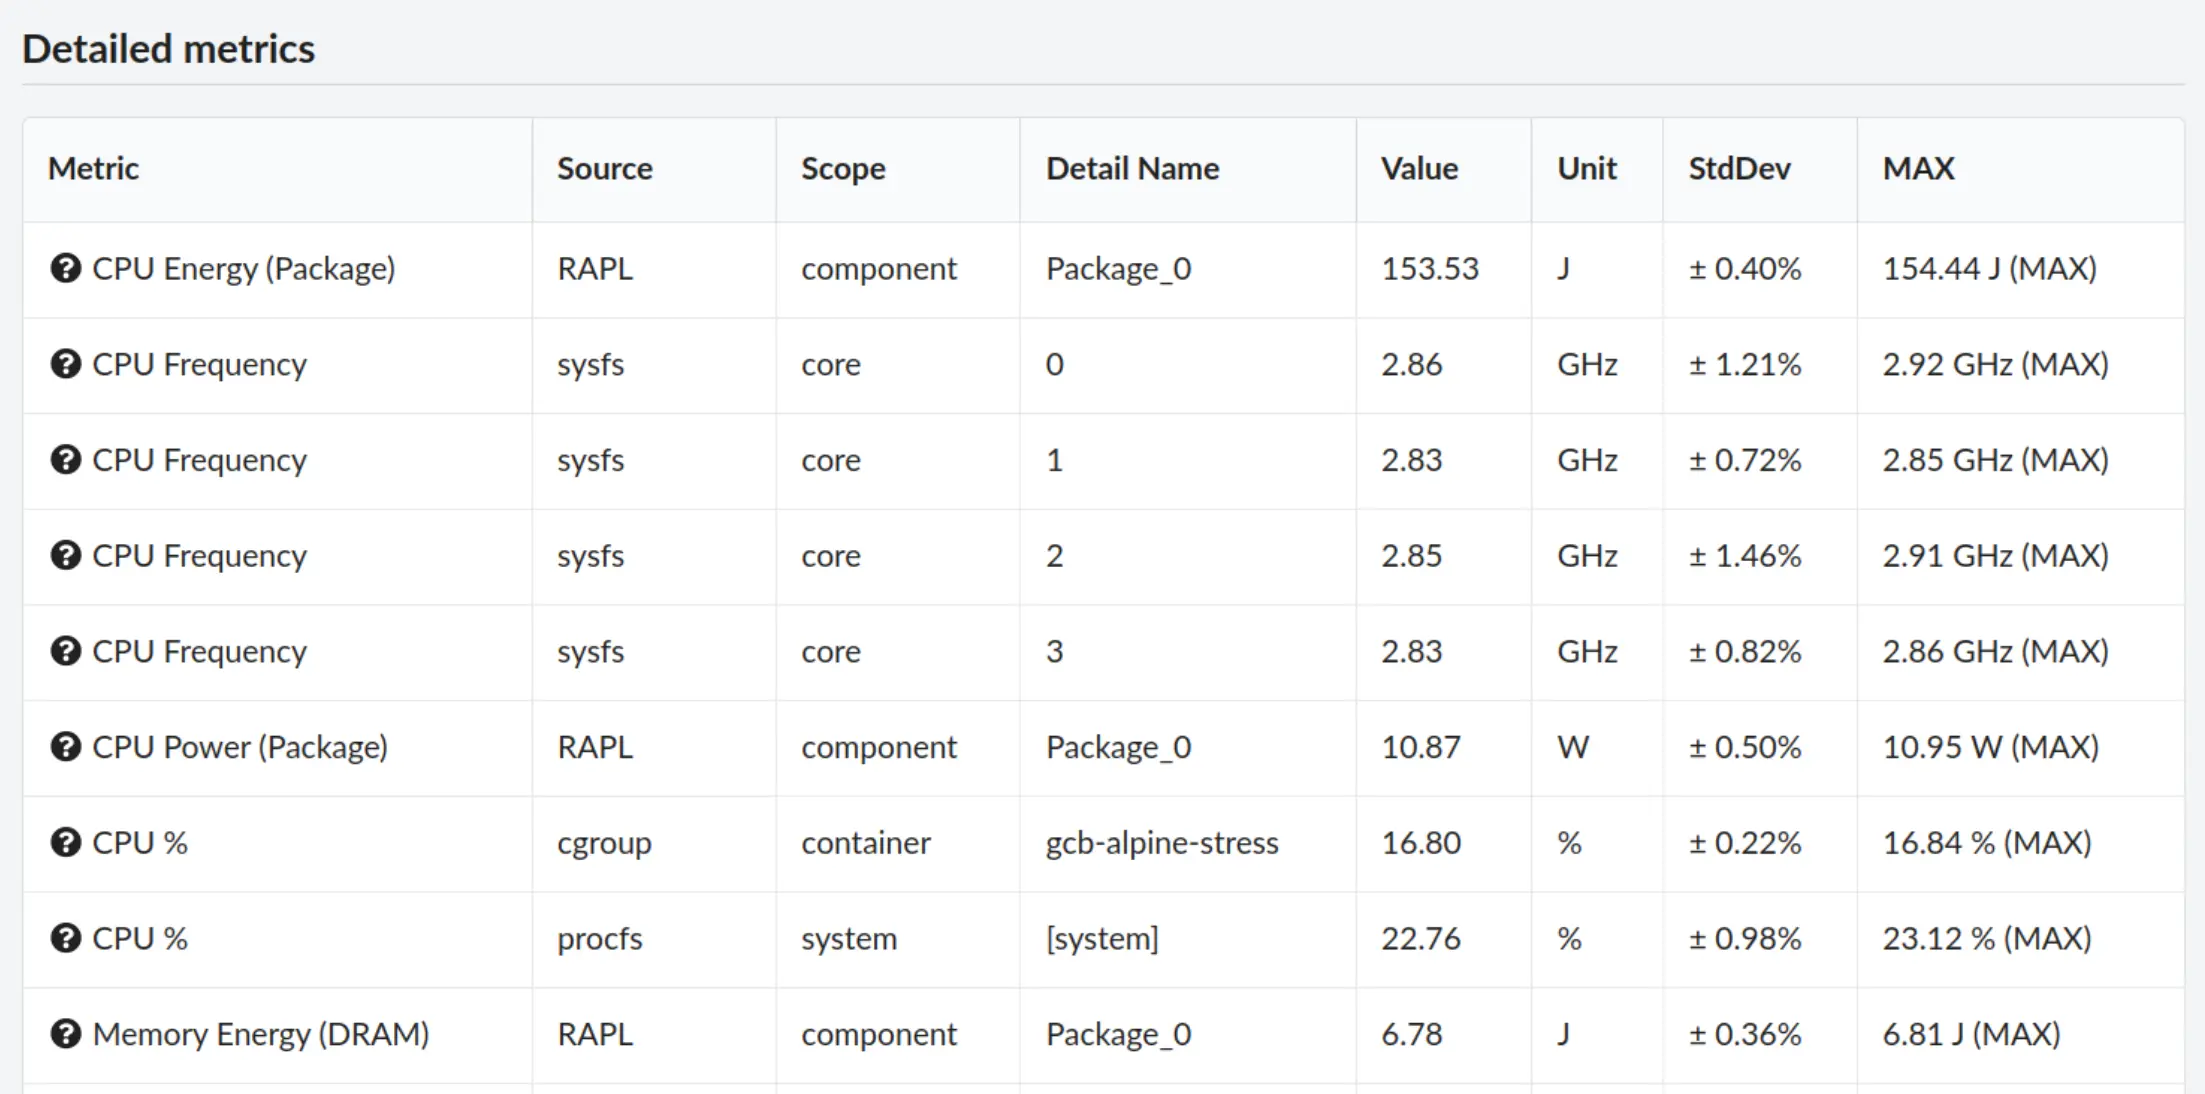 Detailed metrics
Metric Source Scope Detail Name Value Unit StdDev MAX
CPU Energy (Package) RAPL component Package_0 153.53 J ± 0.40% 154.44 J (MAX)
CPU Frequency sysfs core 0 2.86 GHz ± 1.21% 2.92 GHz (MAX)
CPU Frequency sysfs core 1 2.83 GHz ± 0.72% 2.85 GHz (MAX)
CPU Frequency sysfs core 2 2.85 GHz ± 1.46% 2.91 GHz (MAX)
CPU Frequency sysfs core 3 2.83 GHz ± 0.82% 2.86 GHz (MAX)
CPU Power (Package) RAPL component Package_0 10.87 W ± 0.50% 10.95 W (MAX)
CPU % cgroup container gcb-alpine-stress 16.80 % ± 0.22% 16.84 % (MAX)
CPU % procfs system [system] 22.76 % ± 0.98% 23.12 % (MAX)
Memory Energy (DRAM) RAPL component Package_0 6.78 J ± 0.36% 6.81 J (MAX)